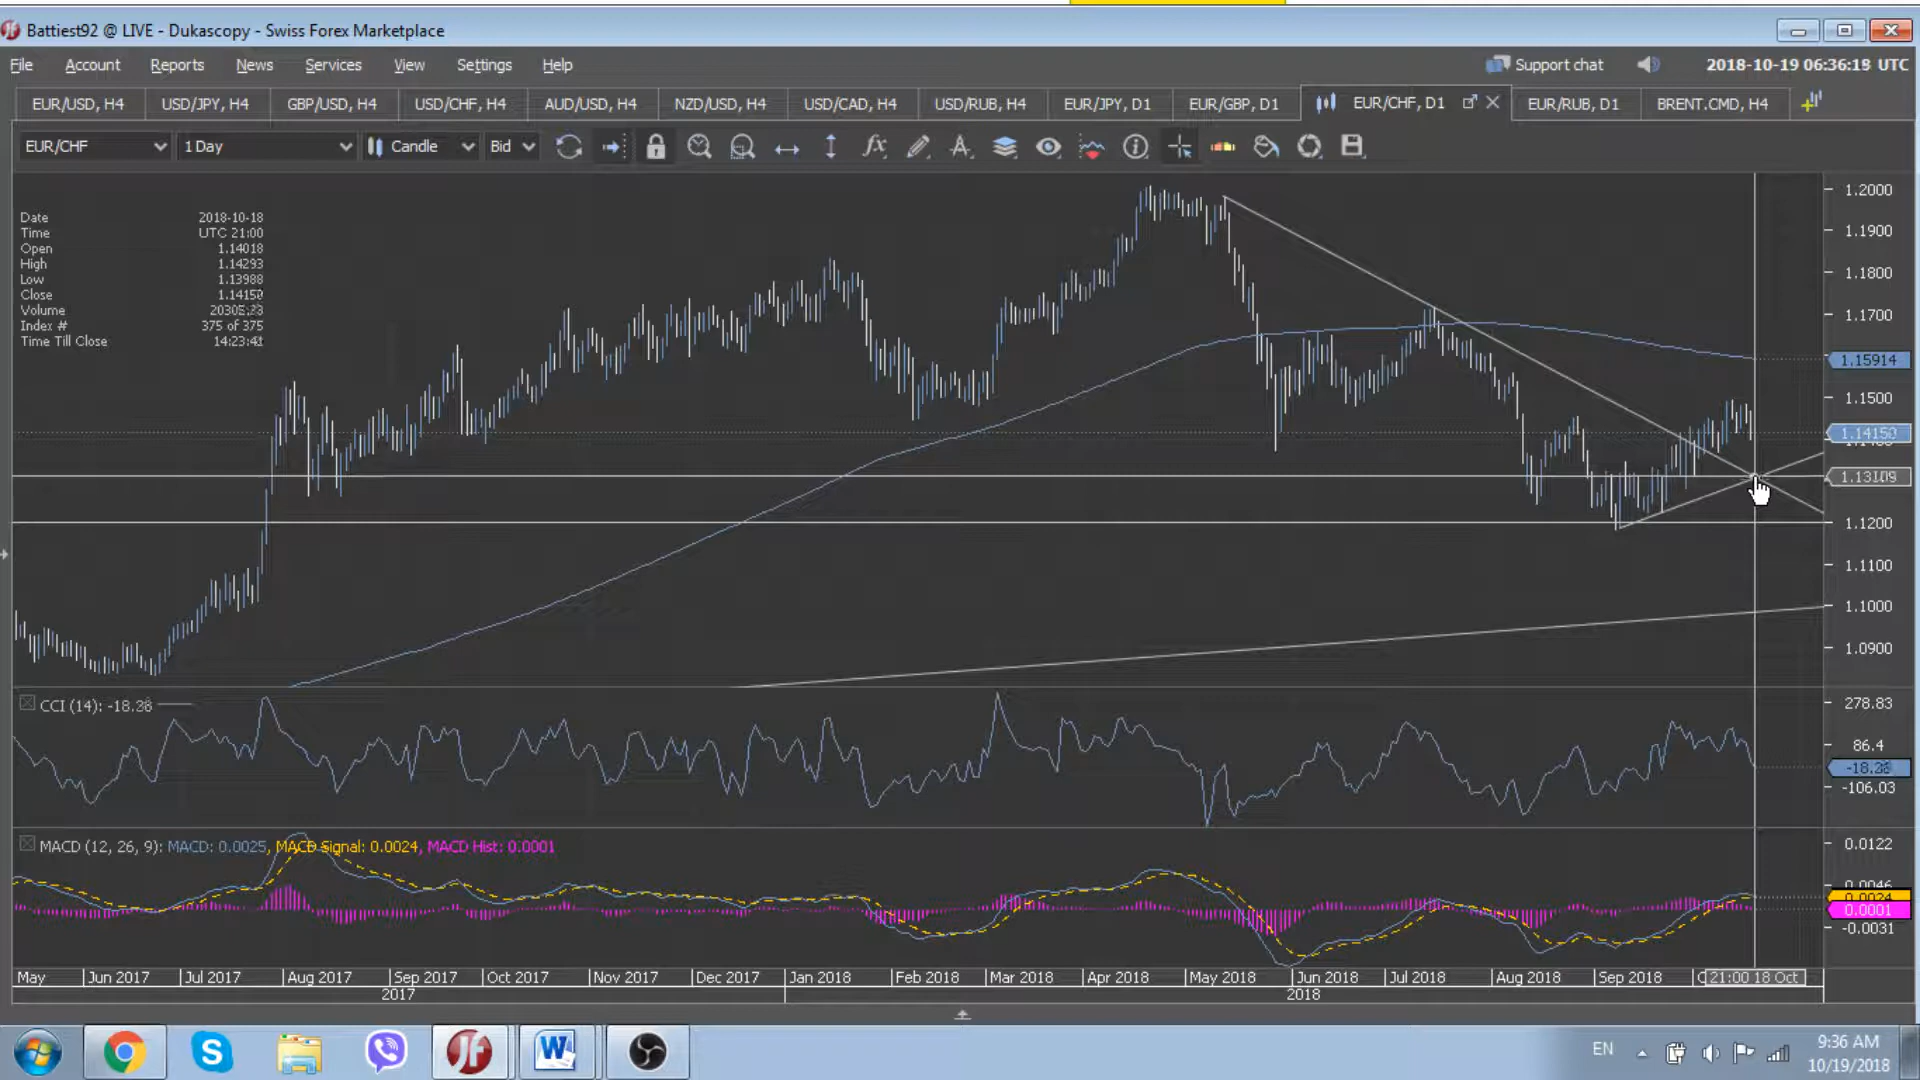 Battiest92 @ LIVE - Dukascopy - Swiss Forex Marketplace
File Account Reports News Services View Settings Help Support chat 2018-10-19 06:36:18 UTC
EUR/USD, H4 USD/JPY, H4 GBP/USD, H4 USD/CHF, H4 AUD/USD, H4 NZD/USD, H4 USD/CAD, H4 USD/RUB, H4 EUR/JPY, D1 EUR/GBP, D1 EUR/CHF, D1 EUR/RUB, D1 BRENT.CMD, H4
EUR/CHF 1 Day Candle Bid
Date 2018-10-18
Time UTC 21:00
Open 1.14018
High 1.14293
Low 1.13988
Close 1.14150
Volume
Index # 375 of 375
Time Till Close 14:23:41
1.2000
1.1900
1.1800
1.1700
1.15914
1.1500
1.14150
1.13109
1.1200
1.1100
1.1000
1.0900
CCI (14): -18.28
278.83
86.4
-18.28
-106.03
MACD (12, 26, 9): MACD: 0.0025, MACD Signal: 0.0024, MACD Hist: 0.0001
0.0122
0.0046
0.0024
0.0001
-0.0031
May Jun 2017 Jul 2017 Aug 2017 Sep 2017 Oct 2017 Nov 2017 Dec 2017 Jan 2018 Feb 2018 Mar 2018 Apr 2018 May 2018 Jun 2018 Jul 2018 Aug 2018 Sep 2018 21:00 18 Oct
2017 2018
EN 9:36 AM
10/19/2018